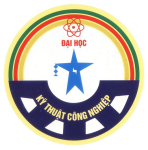 ĐẠI HỌC
KỸ THUẬT CÔNG NGHIỆP